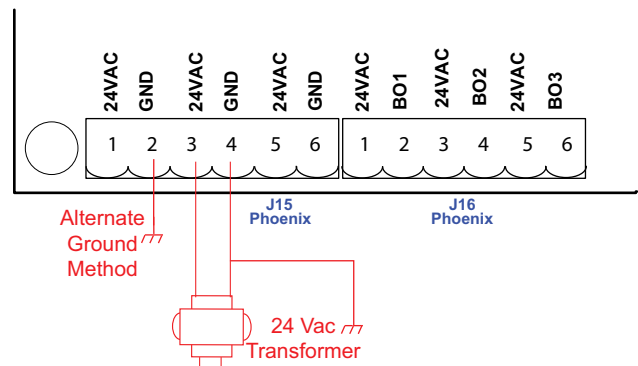 24VAC GND 24VAC GND 24VAC GND 24VAC BO1 24VAC BO2 24VAC BO3
1 2 3 4 5 6 1 2 3 4 5 6
J15
Phoenix
J16
Phoenix
Alternate
Ground
Method
24 Vac
Transformer